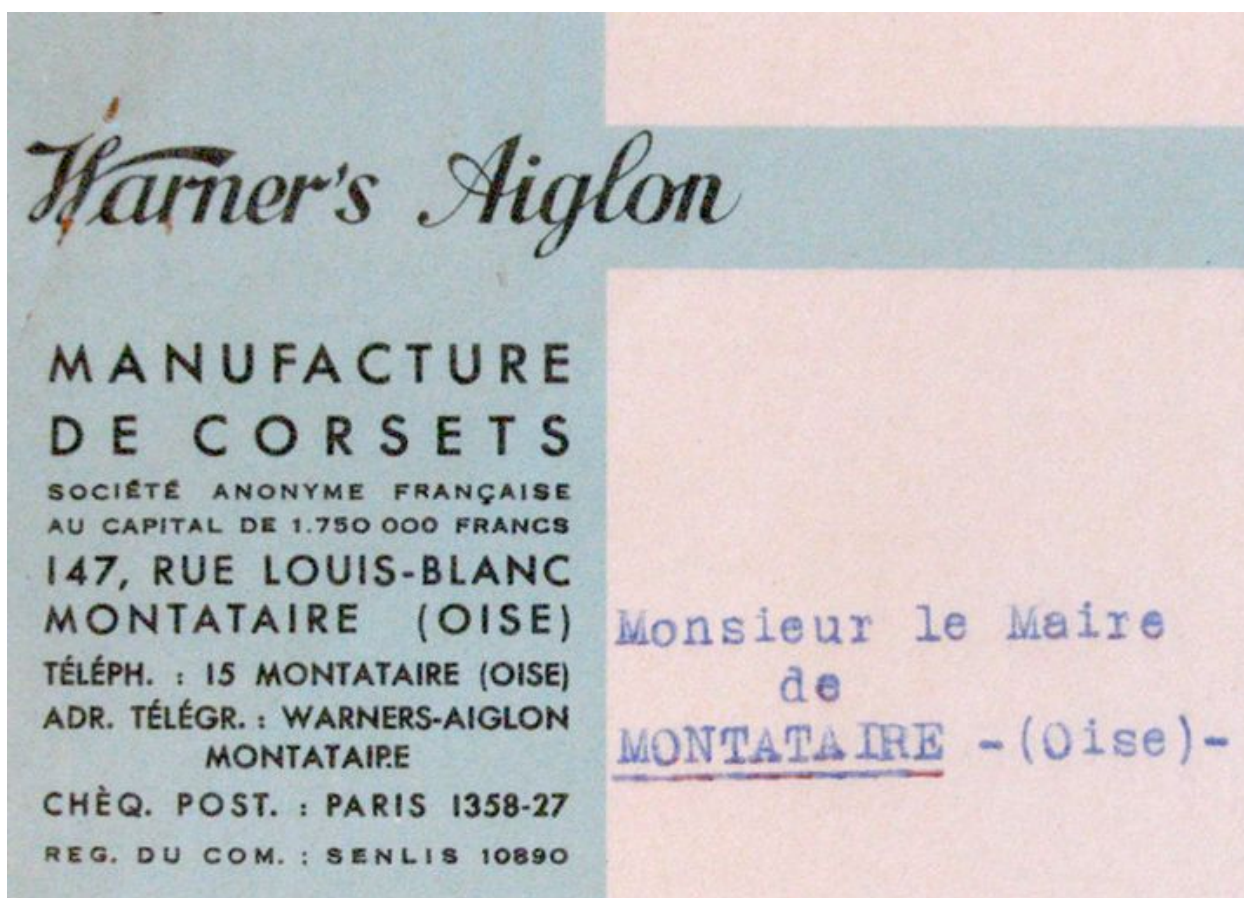 Warner's Aiglon
MANUFACTURE
DE CORSETS
SOCIÉTÉ ANONYME FRANÇAISE
AU CAPITAL DE 1.750 000 FRANCS
147, RUE LOUIS-BLANC
MONTATAIRE (OISE)
TÉLÉPH. : 15 MONTATAIRE (OISE)
ADR. TÉLÉGR. : WARNERS-AIGLON
MONTATAIRE
CHÈQ. POST. : PARIS 1358-27
REG. DU COM. : SENLIS 10890
Monsieur le Maire
de
MONTATAIRE -(Oise)-